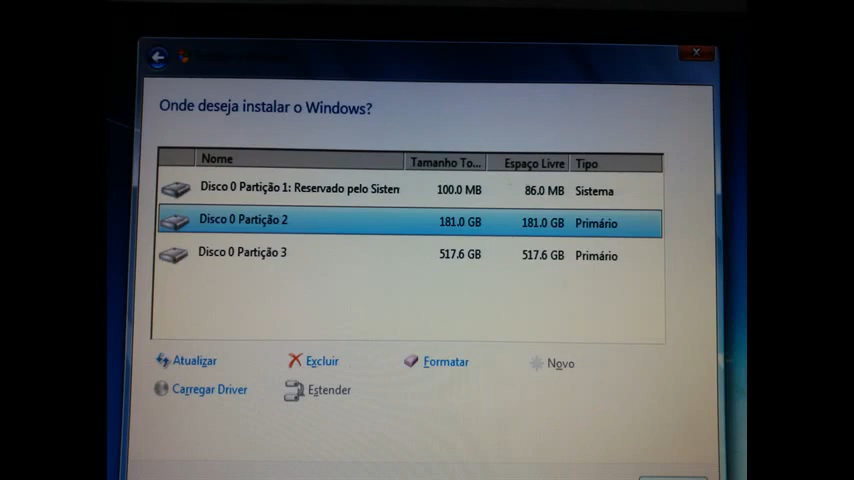 Onde deseja instalar o Windows?
Nome Tamanho To... Espaço Livre Tipo
Disco 0 Partição 1: Reservado pelo Sisten 100.0 MB 86.0 MB Sistema
Disco 0 Partição 2 181.0 GB 181.0 GB Primário
Disco 0 Partição 3 517.6 GB 517.6 GB Primário
Atualizar Excluir Formatar Novo
Carregar Driver Estender